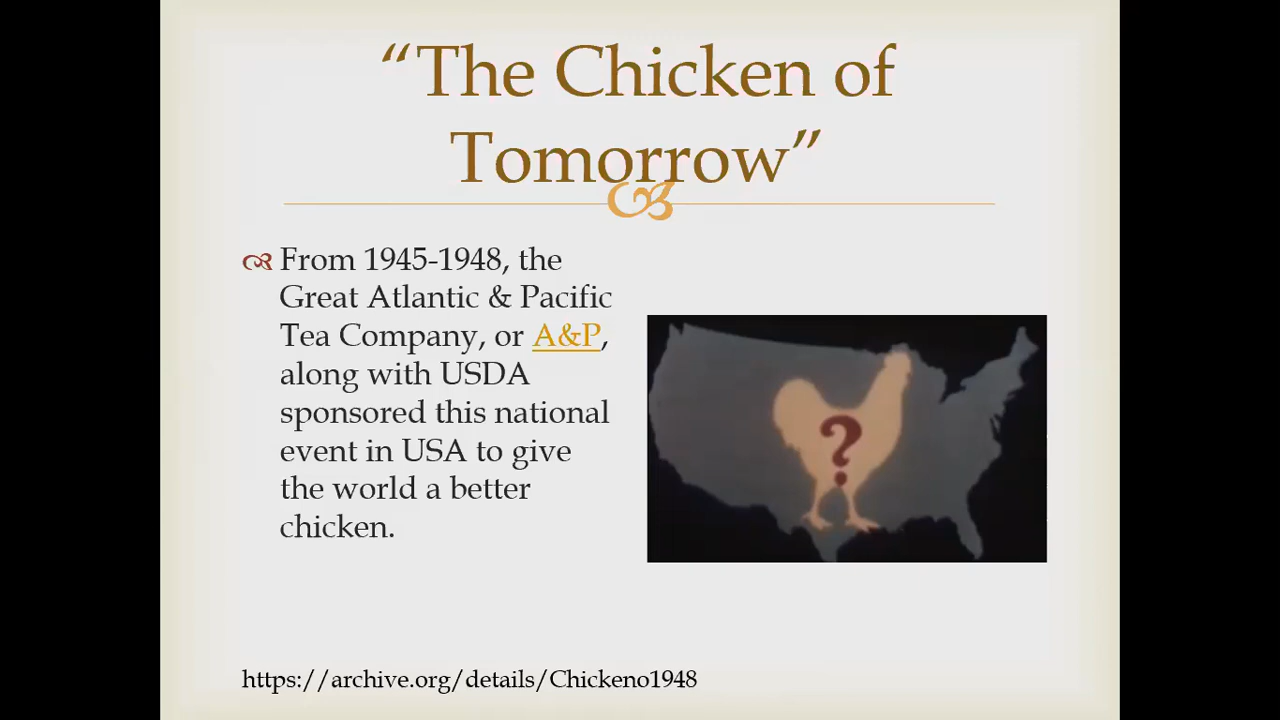 “The Chicken of
Tomorrow”
From 1945-1948, the
Great Atlantic & Pacific
Tea Company, or A&P,
along with USDA
sponsored this national
event in USA to give
the world a better
chicken.
?
https://archive.org/details/Chickeno1948